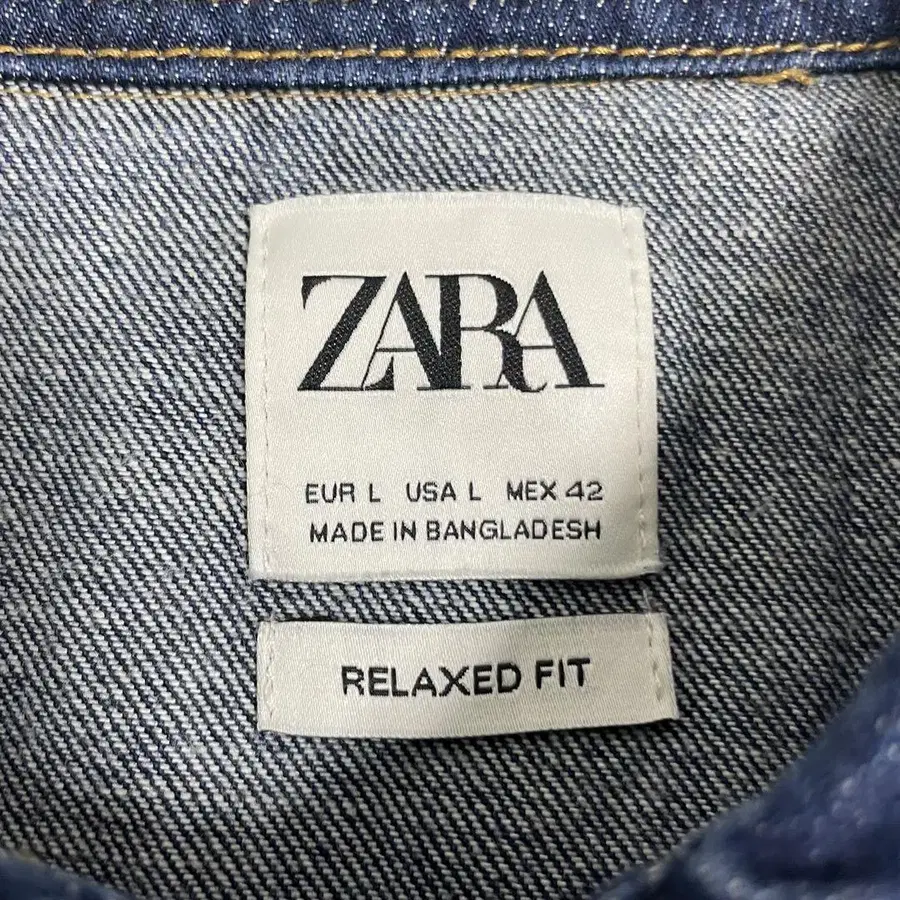 ZARA
EUR L USA L MEX 42
MADE IN BANGLADESH
RELAXED FIT